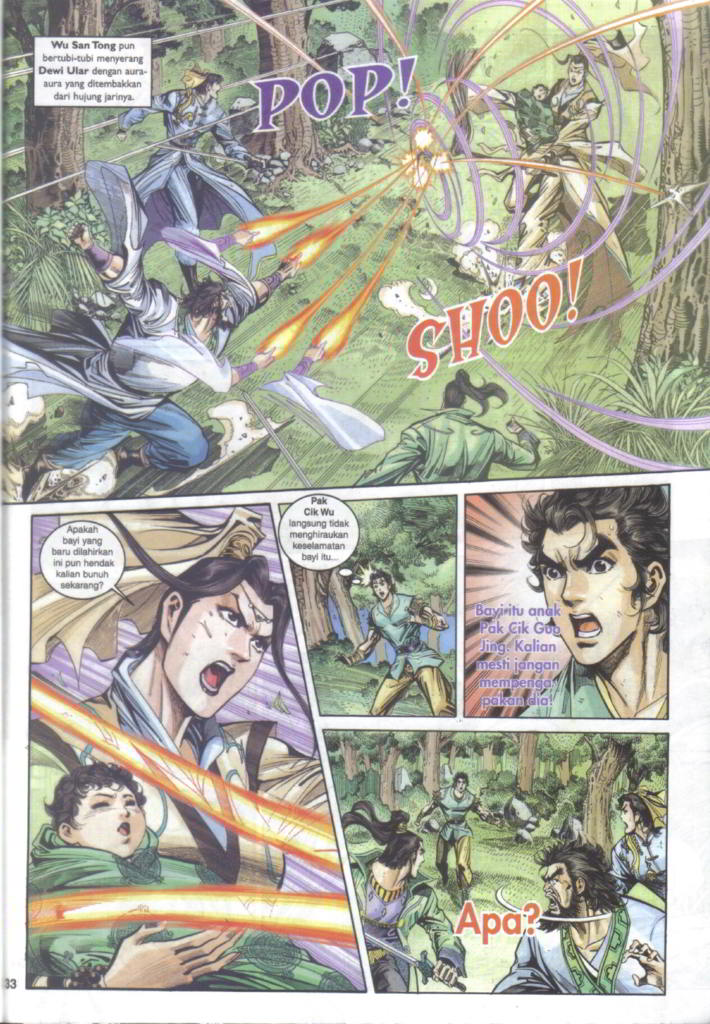 Wu San Tong pun
bertubi-tubi menyerang
Dewi Ular dengan aura-
aura yang ditembakkan
dari hujung jarinya.
POP!
SHOO!
Apakah
bayi yang
baru dilahirkan
ini pun hendak
kalian bunuh
sekarang?
Pak
Cik Wu
langsung tidak
menghiraukan
keselamatan
bayi itu...
Bayi itu anak
Pak Cik Guo
Jing. Kalian
mesti jangan
mempenga-
pakan dia!
Apa?
33